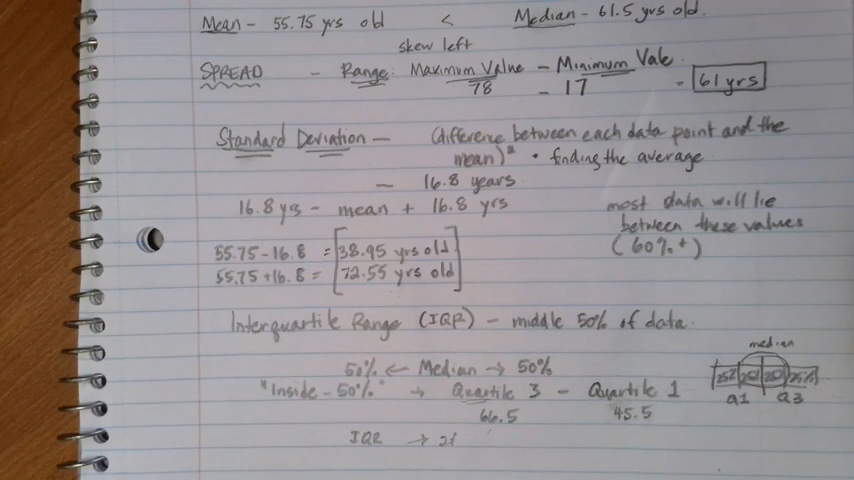 Mean - 55.75 yrs old < Median - 61.5 yrs old.
skew left
SPREAD - Range: Maximum Value - Minimum Vale.
78 - 17 - 61 yrs
Standard Deviation - (difference between each data point and the
mean)² • finding the average
- 16.8 years
16.8 yrs - mean + 16.8 yrs
most data will lie
between these values
(60% +)
55.75 - 16.8 = 38.95 yrs old
55.75 + 16.8 = 72.55 yrs old
Interquartile Range (IQR) - middle 50% of data.
median
50% ← Median → 50%
25% 25% 25% 25%
"Inside - 50%" → Quartile 3 - Quartile 1
Q1 Q3
66.5 45.5
IQR → 21